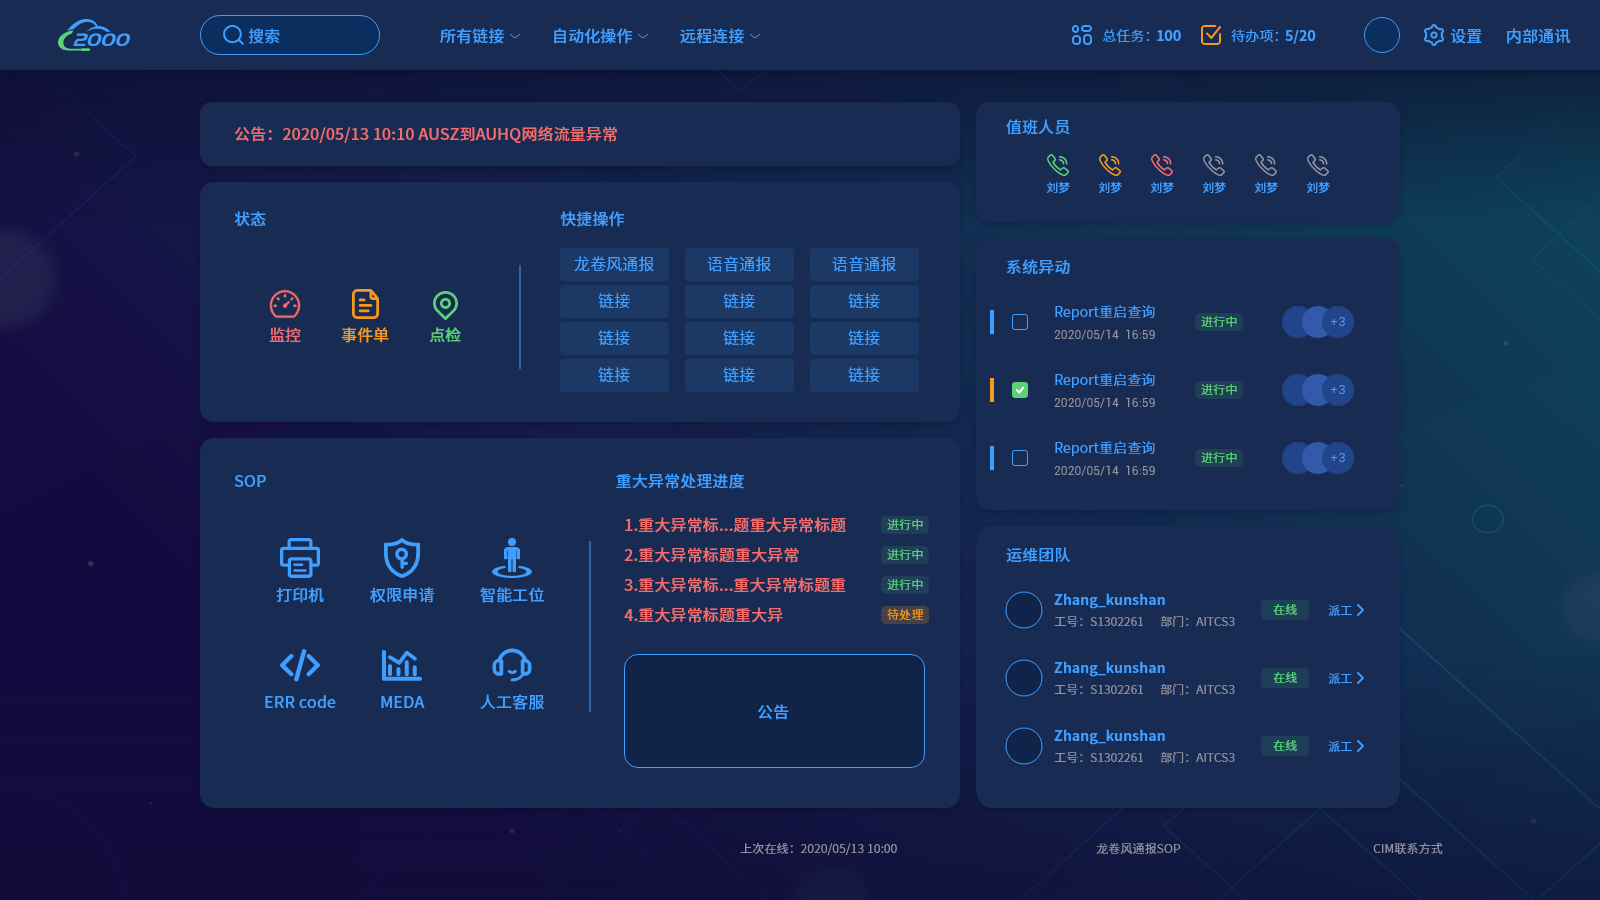 2000
搜索
所有链接
自动化操作
远程连接
总任务：100
待办项：5/20
设置
内部通讯
公告：2020/05/13 10:10 AUSZ到AUHQ网络流量异常
状态
监控
事件单
点检
快捷操作
龙卷风通报 语音通报 语音通报
链接 链接 链接
链接 链接 链接
链接 链接 链接
SOP
打印机 权限申请 智能工位
ERR code MEDA 人工客服
重大异常处理进度
1.重大异常标...题重大异常标题 进行中
2.重大异常标题重大异常 进行中
3.重大异常标...重大异常标题重 进行中
4.重大异常标题重大异 待处理
公告
值班人员
刘梦 刘梦 刘梦 刘梦 刘梦 刘梦
系统异动
Report重启查询
2020/05/14 16:59
进行中
+3
Report重启查询
2020/05/14 16:59
进行中
+3
Report重启查询
2020/05/14 16:59
进行中
+3
运维团队
Zhang_kunshan
工号：S1302261 部门：AITCS3
在线
派工
Zhang_kunshan
工号：S1302261 部门：AITCS3
在线
派工
Zhang_kunshan
工号：S1302261 部门：AITCS3
在线
派工
上次在线：2020/05/13 10:00
龙卷风通报SOP
CIM联系方式